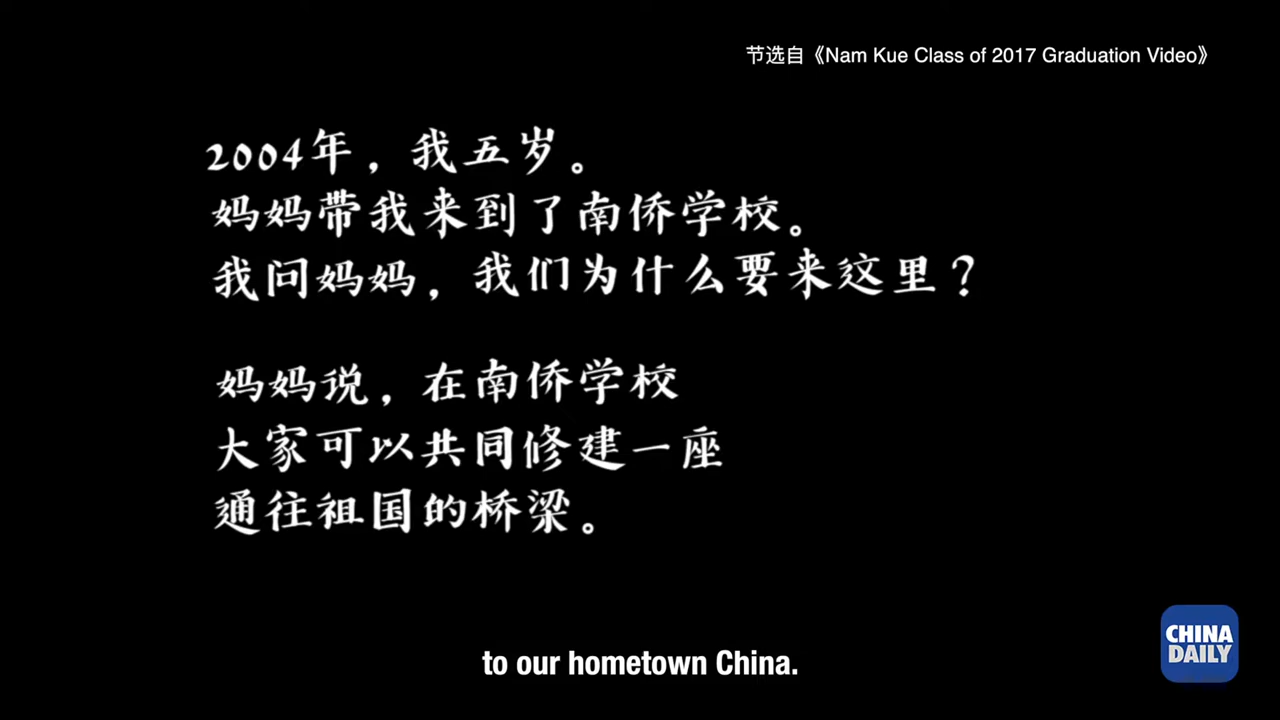 节选自《Nam Kue Class of 2017 Graduation Video》
2004年，我五岁。
妈妈带我来到了南侨学校。
我问妈妈，我们为什么要来这里？
妈妈说，在南侨学校
大家可以共同修建一座
通往祖国的桥梁。
to our hometown China.
CHINA
DAILY